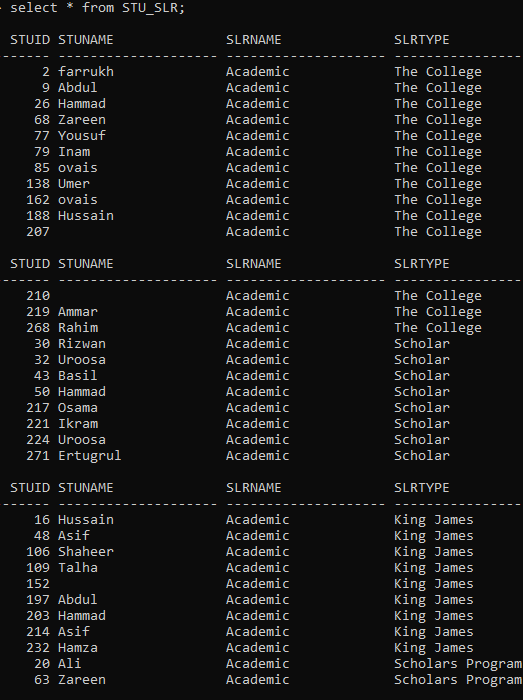 select * from STU_SLR;
STUID STUNAME SLRNAME SLRTYPE
------ -------------------- -------------------- ----------------
2 farrukh Academic The College
9 Abdul Academic The College
26 Hammad Academic The College
68 Zareen Academic The College
77 Yousuf Academic The College
79 Inam Academic The College
85 ovais Academic The College
138 Umer Academic The College
162 ovais Academic The College
188 Hussain Academic The College
207 Academic The College
STUID STUNAME SLRNAME SLRTYPE
------ -------------------- -------------------- ----------------
210 Academic The College
219 Ammar Academic The College
268 Rahim Academic The College
30 Rizwan Academic Scholar
32 Uroosa Academic Scholar
43 Basil Academic Scholar
50 Hammad Academic Scholar
217 Osama Academic Scholar
221 Ikram Academic Scholar
224 Uroosa Academic Scholar
271 Ertugrul Academic Scholar
STUID STUNAME SLRNAME SLRTYPE
------ -------------------- -------------------- ----------------
16 Hussain Academic King James
48 Asif Academic King James
106 Shaheer Academic King James
109 Talha Academic King James
152 Academic King James
197 Abdul Academic King James
203 Hammad Academic King James
214 Asif Academic King James
232 Hamza Academic King James
20 Ali Academic Scholars Program
63 Zareen Academic Scholars Program